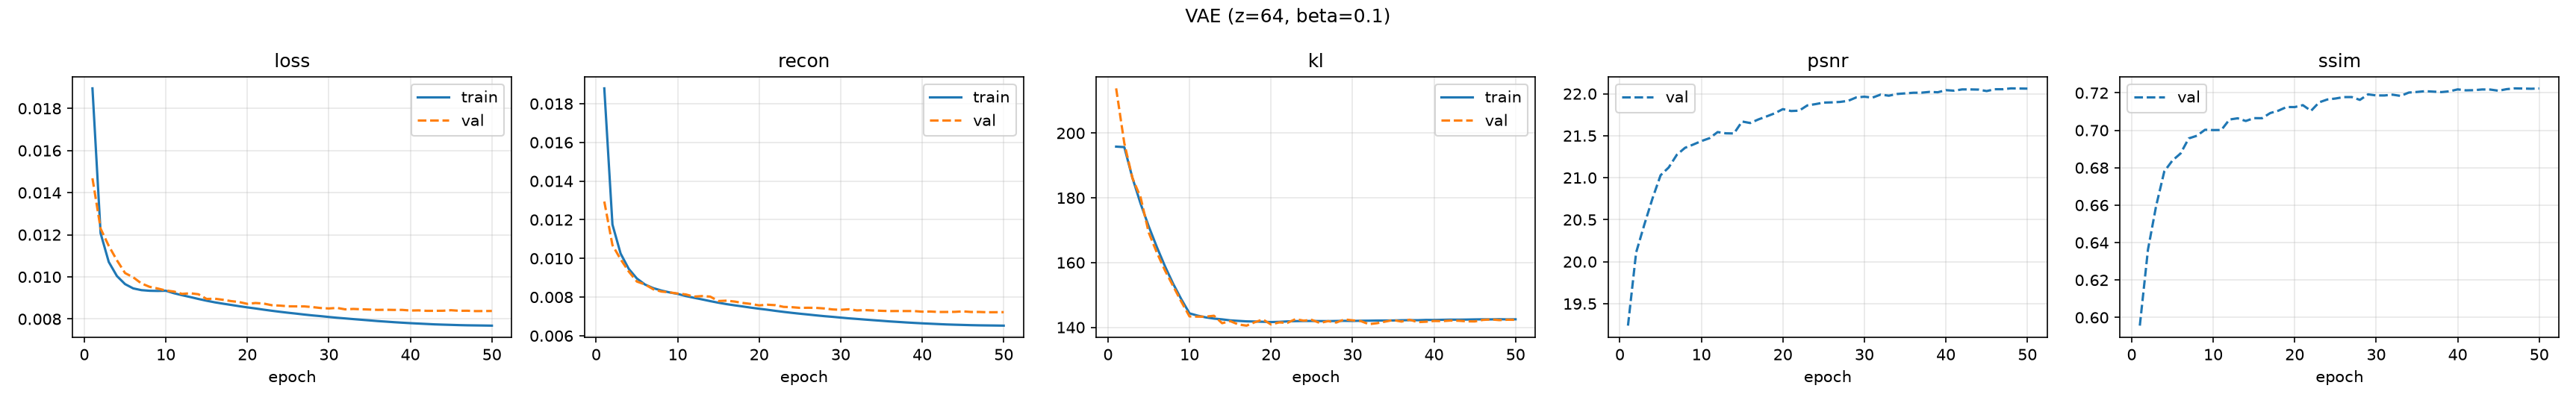 VAE (z=64, beta=0.1)
loss
train
val
0.018
0.016
0.014
0.012
0.010
0.008
0 10 20 30 40 50
epoch
recon
train
val
0.018
0.016
0.014
0.012
0.010
0.008
0.006
0 10 20 30 40 50
epoch
kl
train
val
200
180
160
140
0 10 20 30 40 50
epoch
psnr
val
22.0
21.5
21.0
20.5
20.0
19.5
0 10 20 30 40 50
epoch
ssim
val
0.72
0.70
0.68
0.66
0.64
0.62
0.60
0 10 20 30 40 50
epoch